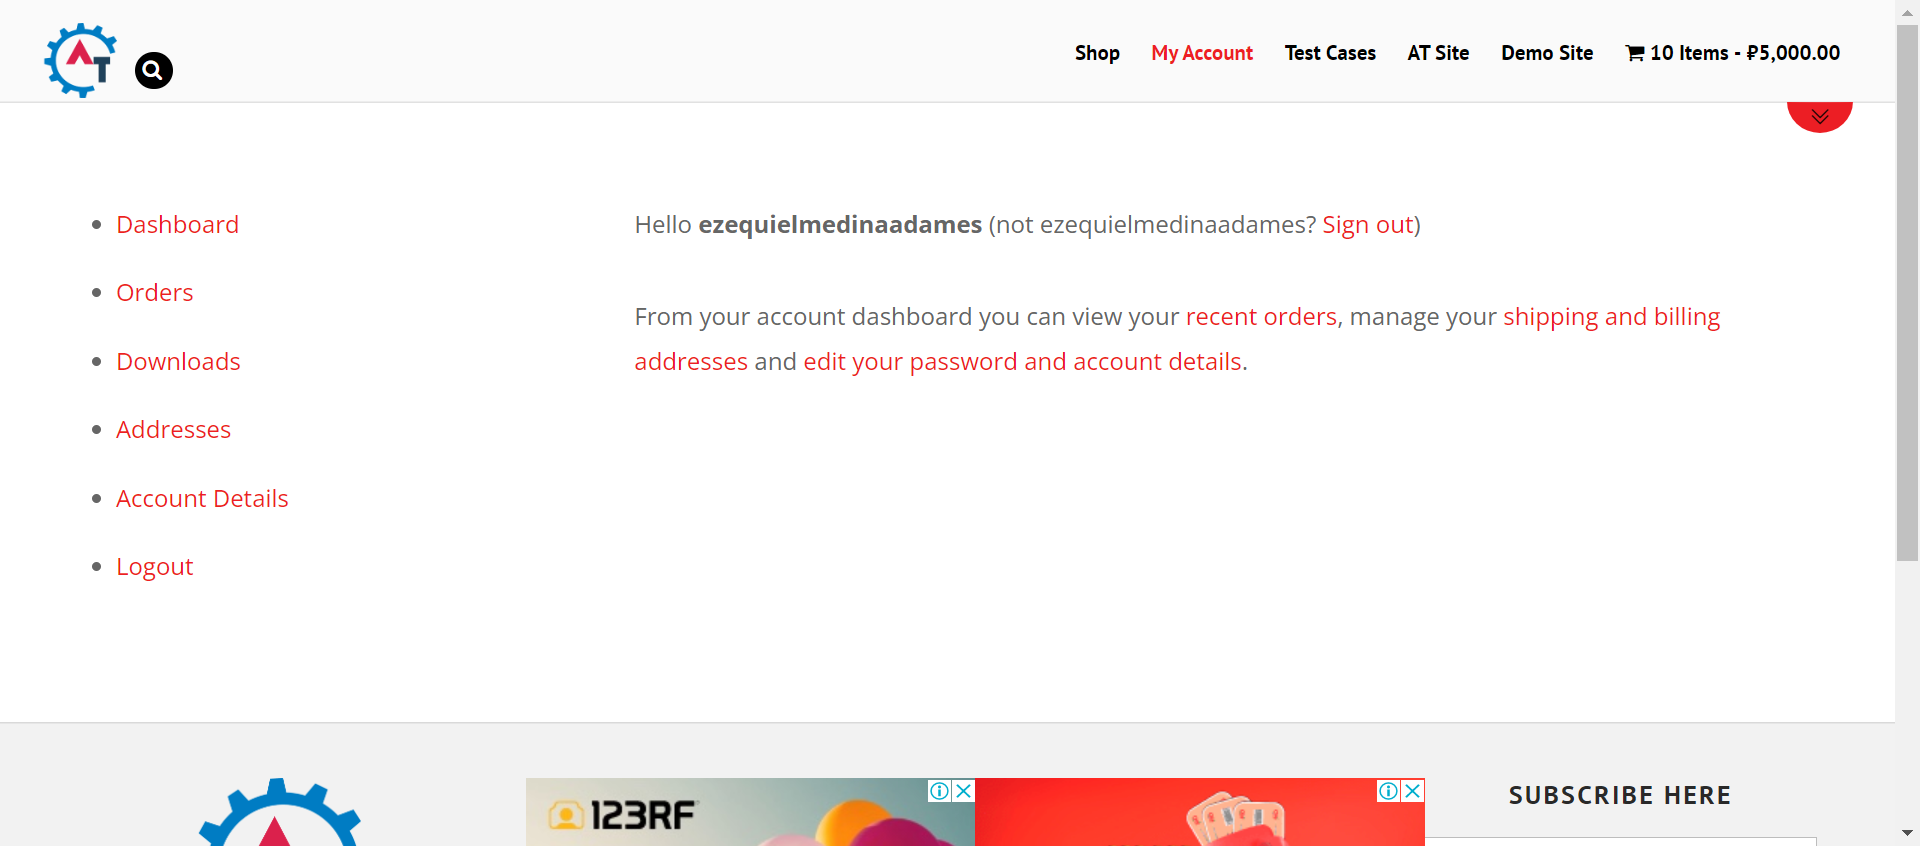 AT
Shop
My Account
Test Cases
AT Site
Demo Site
10 Items - ₽5,000.00
Dashboard
Orders
Downloads
Addresses
Account Details
Logout
Hello ezequielmedinaadames (not ezequielmedinaadames? Sign out)
From your account dashboard you can view your recent orders, manage your shipping and billing
addresses and edit your password and account details.
123RF
SUBSCRIBE HERE